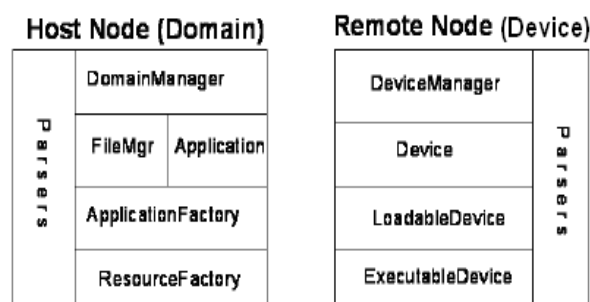 Host Node (Domain)
Parsers
DomainManager
FileMgr Application
ApplicationFactory
ResourceFactory
Remote Node (Device)
DeviceManager
Device
LoadableDevice
ExecutableDevice
Parsers